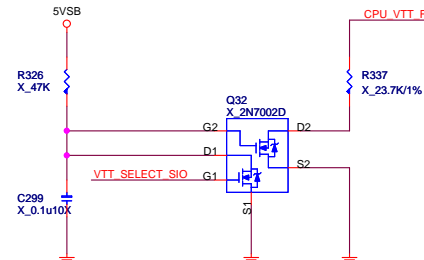 5VSB
CPU_VTT_
R326
X_47K
R337
X_23.7K/1%
Q32
X_2N7002D
G2
D2
D1
S2
VTT_SELECT_SIO
G1
S1
C299
X_0.1u10X